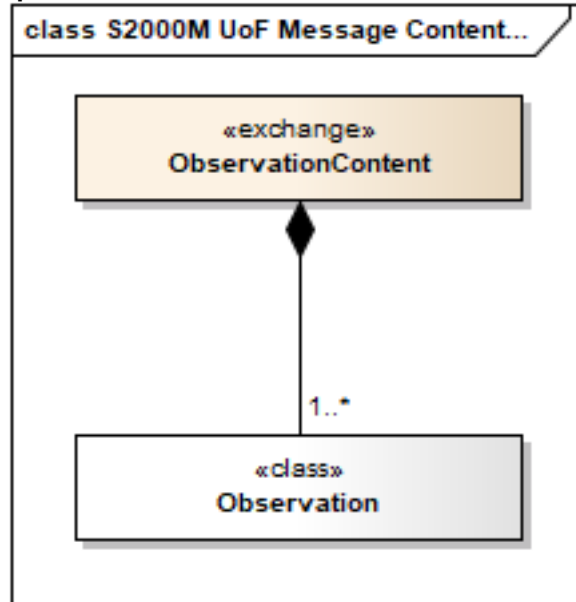 class S2000M UoF Message Content...
«exchange»
ObservationContent
1..*
«class»
Observation